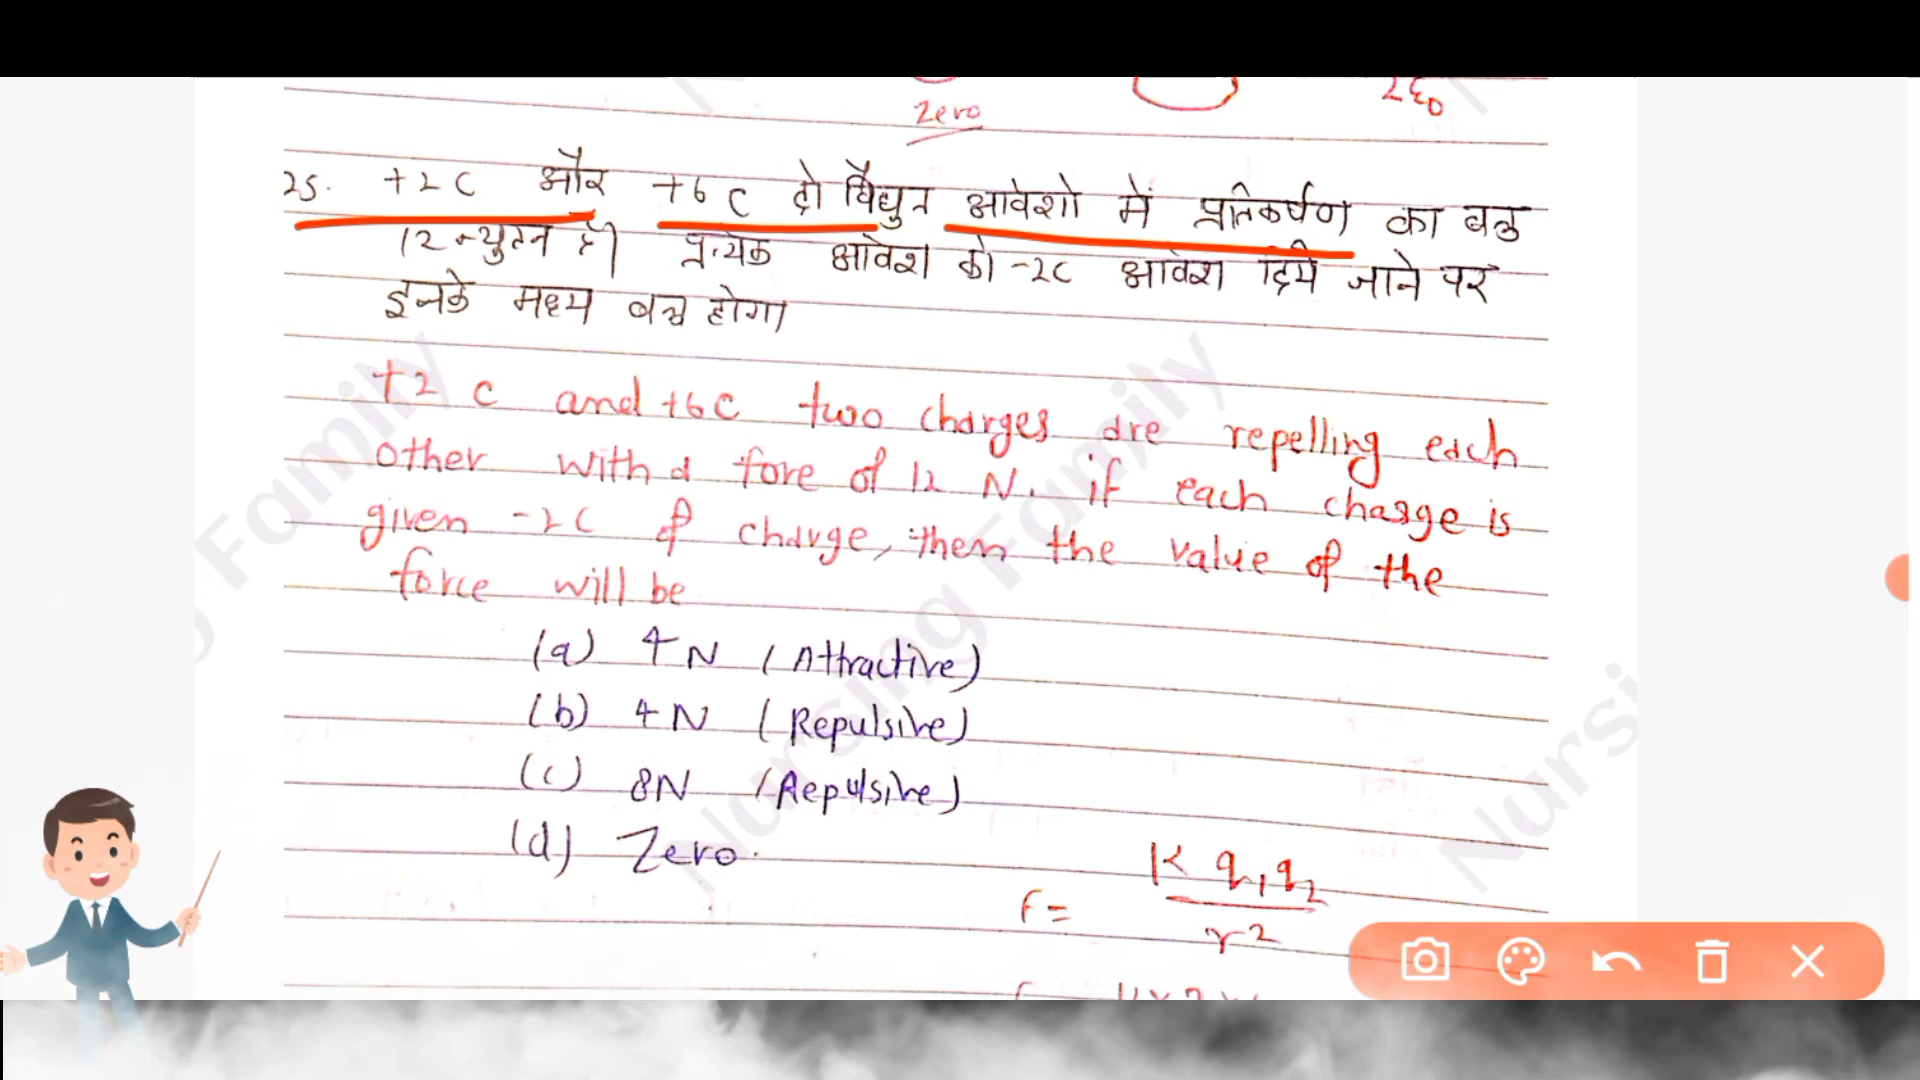 Zero
2ε₀
25. +2C और +6C दो विधुत आवेशो में प्रतिकर्षण का बल
12 न्युटन है। प्रत्येक आवेश को -2C आवेश दिये जाने पर
इनके मध्य बल होगा
+2 C and +6C two charges are repelling each
other with a fore of 12 N. if each charge is
given -2C of charge, then the value of the
force will be
(a) 4N (Attractive)
(b) 4N (Repulsive)
(c) 8N (Repulsive)
(d) Zero.
F = K q₁q₂ / r²
Nursing Family